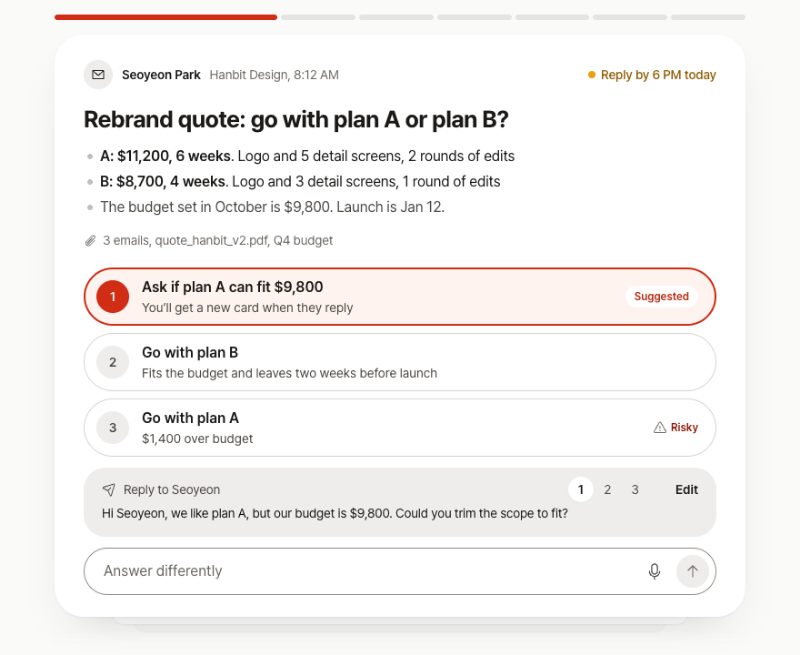 Seoyeon Park Hanbit Design, 8:12 AM Reply by 6 PM today
Rebrand quote: go with plan A or plan B?
A: $11,200, 6 weeks. Logo and 5 detail screens, 2 rounds of edits
B: $8,700, 4 weeks. Logo and 3 detail screens, 1 round of edits
The budget set in October is $9,800. Launch is Jan 12.
3 emails, quote_hanbit_v2.pdf, Q4 budget
1 Ask if plan A can fit $9,800 Suggested
You'll get a new card when they reply
2 Go with plan B
Fits the budget and leaves two weeks before launch
3 Go with plan A Risky
$1,400 over budget
Reply to Seoyeon 1 2 3 Edit
Hi Seoyeon, we like plan A, but our budget is $9,800. Could you trim the scope to fit?
Answer differently